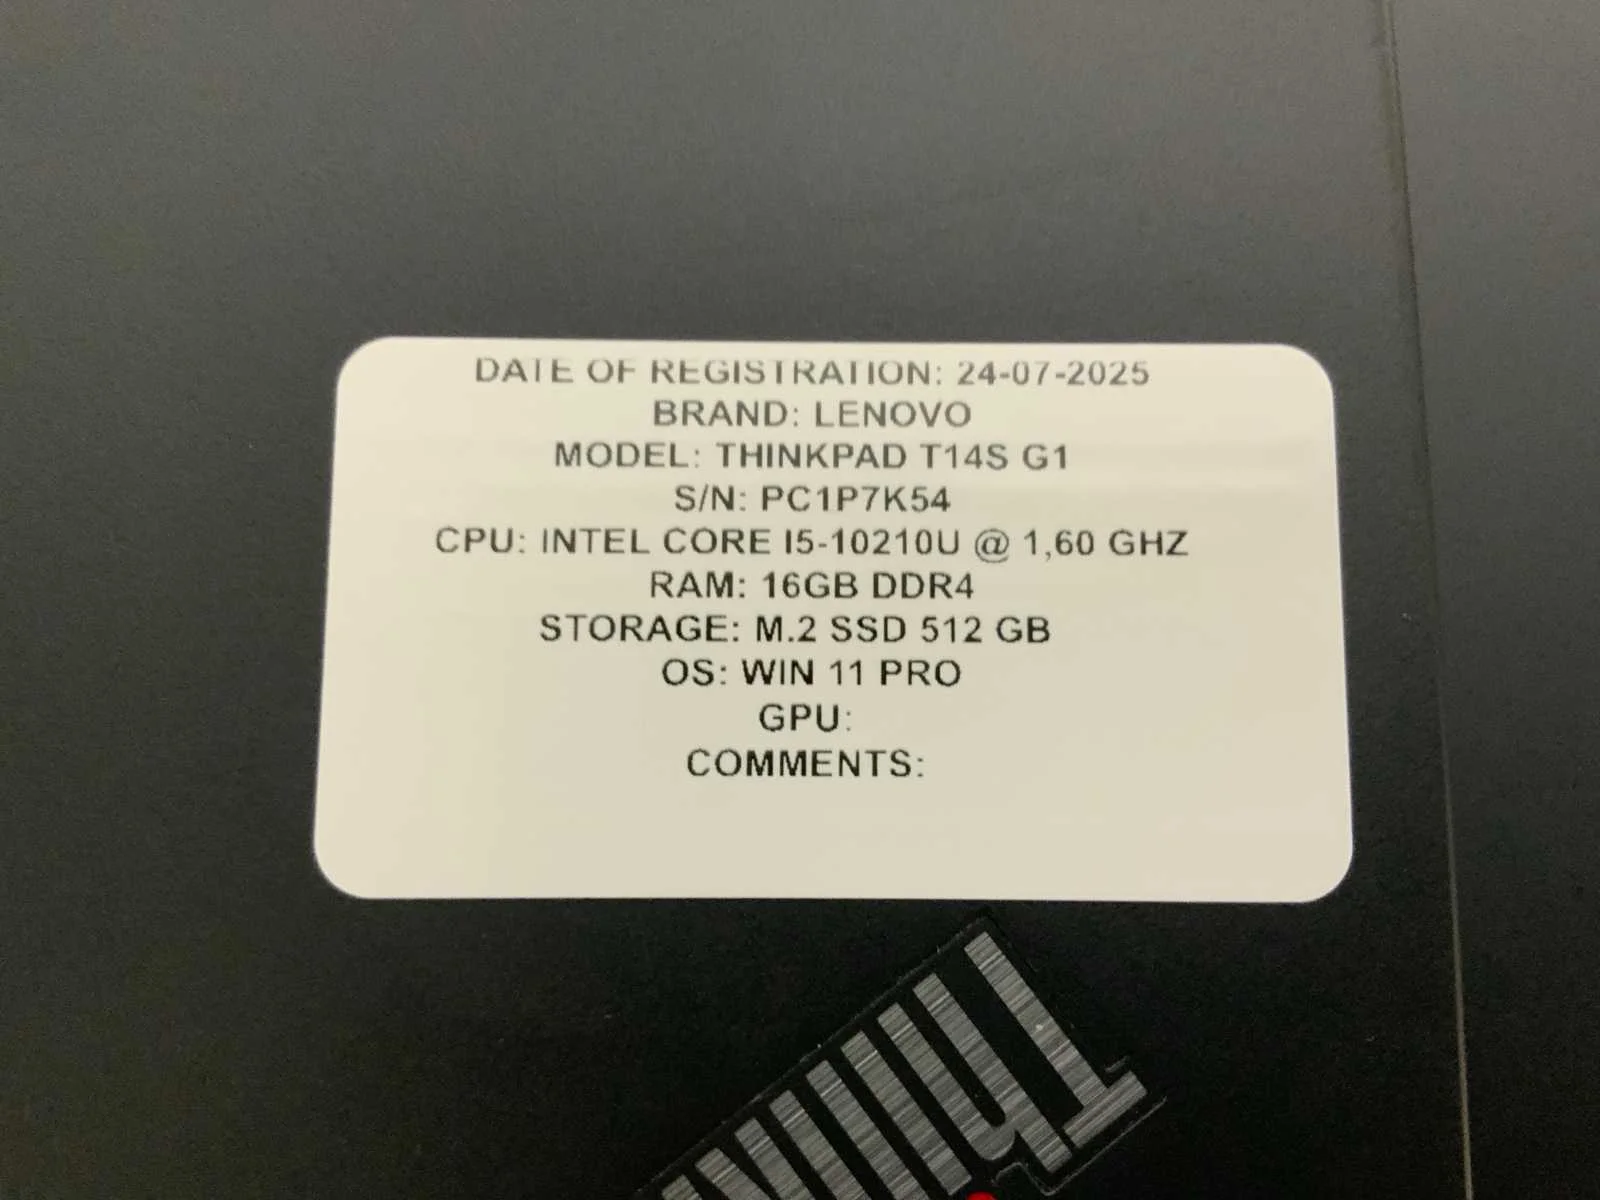 DATE OF REGISTRATION: 24-07-2025
BRAND: LENOVO
MODEL: THINKPAD T14S G1
S/N: PC1P7K54
CPU: INTEL CORE I5-10210U @ 1,60 GHZ
RAM: 16GB DDR4
STORAGE: M.2 SSD 512 GB
OS: WIN 11 PRO
GPU:
COMMENTS: